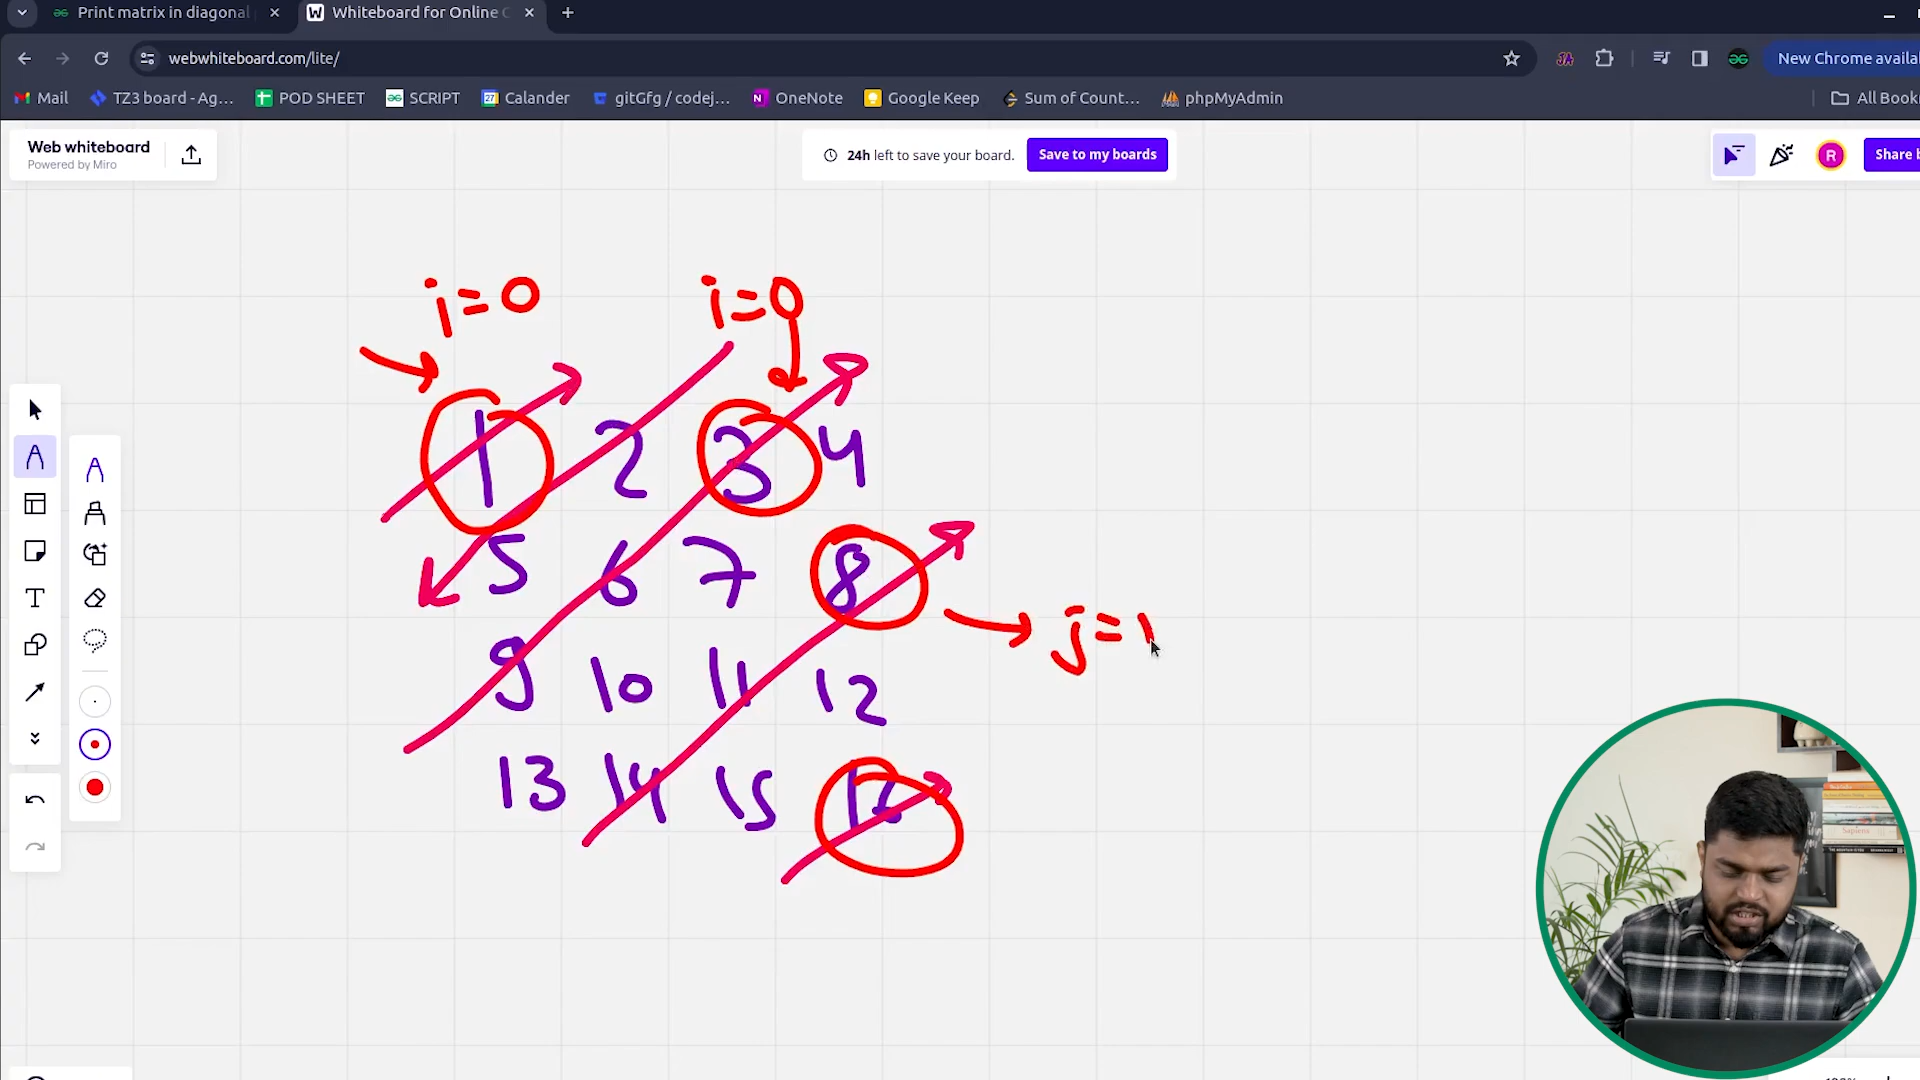 Print matrix in diagonal
Whiteboard for Online
webwhiteboard.com/lite/
New Chrome availa
Mail
TZ3 board - Ag...
POD SHEET
SCRIPT
27
Calander
gitGfg / codej...
OneNote
Google Keep
Sum of Count...
phpMyAdmin
All Book
Web whiteboard
Powered by Miro
24h left to save your board.
Save to my boards
R
Share
i=0 i=0
1 2 3 4
5 6 7 8
j=
9 10 11 12
13 14 15 16
Sapiens